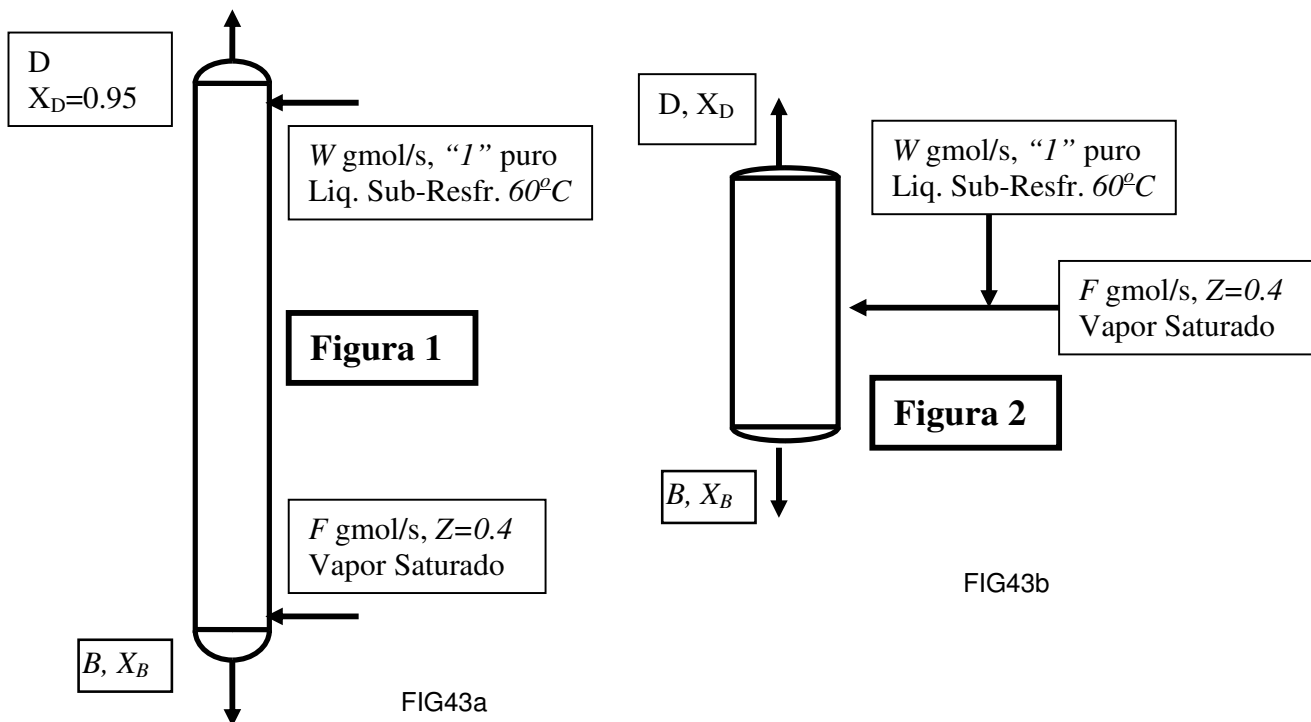 D
X_D=0.95
W gmol/s, “1” puro
Liq. Sub-Resfr. 60ºC
Figura 1
F gmol/s, Z=0.4
Vapor Saturado
B, X_B
FIG43a
D, X_D
W gmol/s, “1” puro
Liq. Sub-Resfr. 60ºC
F gmol/s, Z=0.4
Vapor Saturado
Figura 2
B, X_B
FIG43b